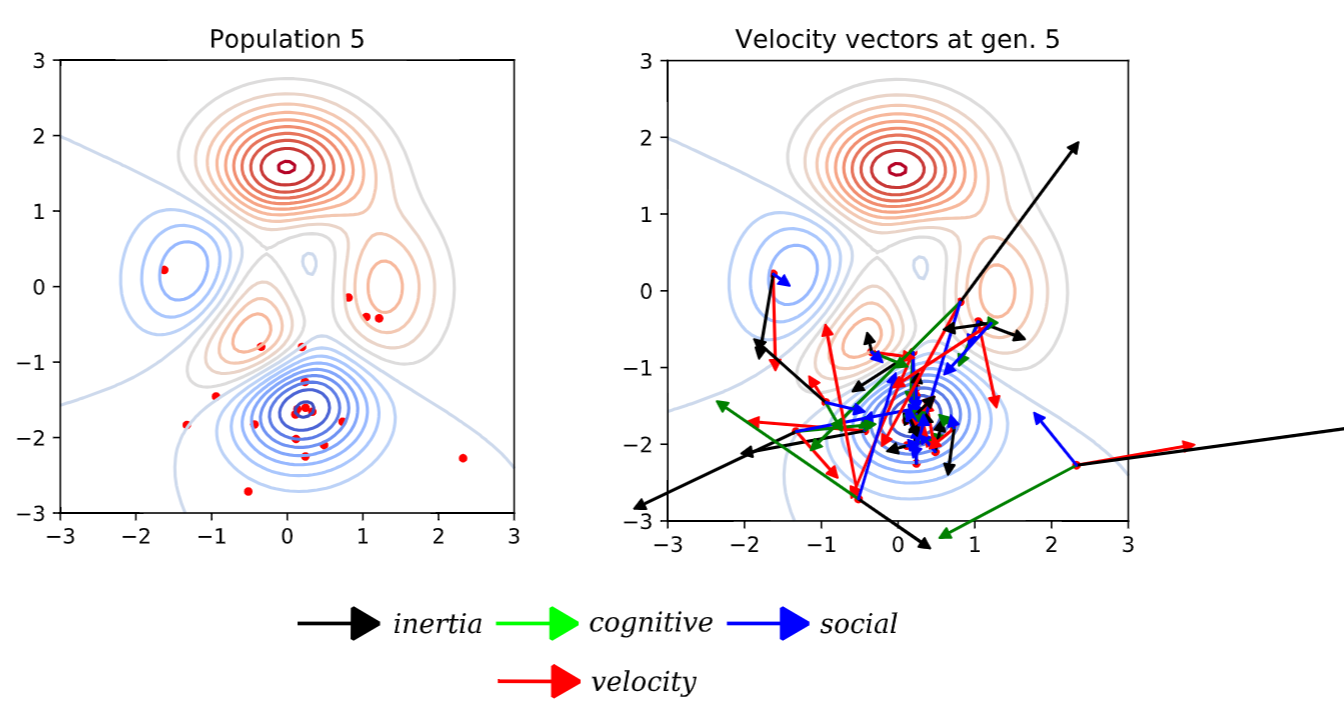 Population 5
Velocity vectors at gen. 5
3
2
1
0
−1
−2
−3
−3 −2 −1 0 1 2 3
3
2
1
0
−1
−2
−3
−3 −2 −1 0 1 2 3
inertia cognitive social
velocity